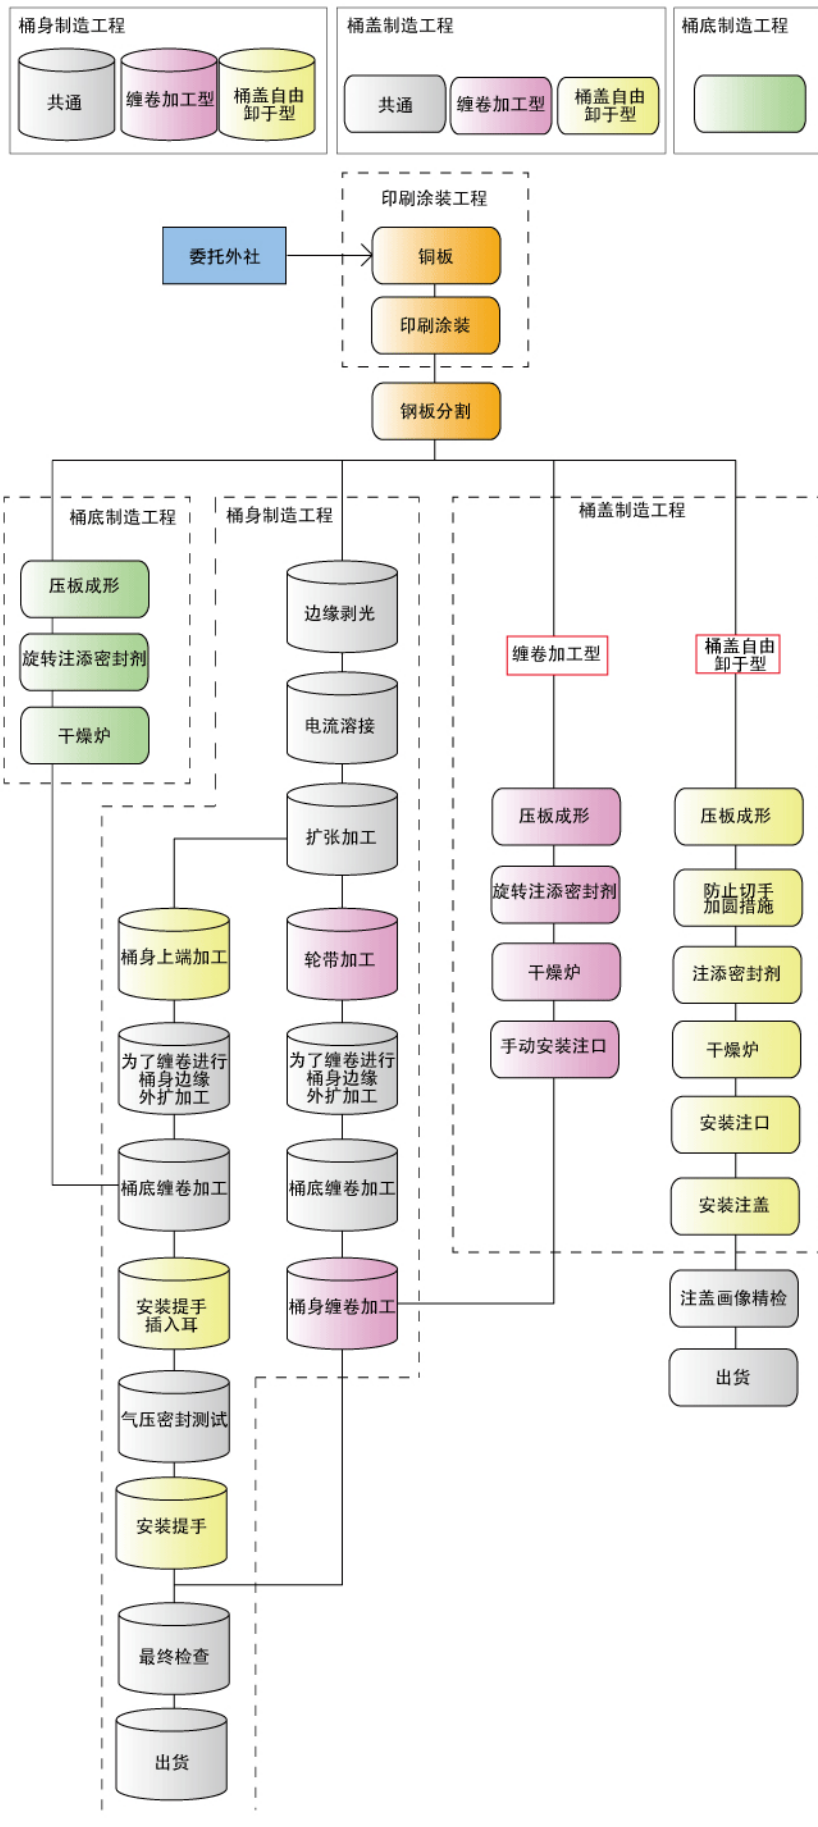 桶身制造工程
共通
缠卷加工型
桶盖自由
卸于型
桶盖制造工程
共通
缠卷加工型
桶盖自由
卸于型
桶底制造工程
印刷涂装工程
委托外社
铜板
印刷涂装
钢板分割
桶底制造工程
压板成形
旋转注添密封剂
干燥炉
桶身制造工程
边缘剥光
电流溶接
扩张加工
桶身上端加工
为了缠卷进行
桶身边缘
外扩加工
桶底缠卷加工
安装提手
插入耳
气压密封测试
安装提手
最终检查
出货
轮带加工
为了缠卷进行
桶身边缘
外扩加工
桶底缠卷加工
桶身缠卷加工
桶盖制造工程
缠卷加工型
压板成形
旋转注添密封剂
干燥炉
手动安装注口
桶盖自由
卸于型
压板成形
防止切手
加圆措施
注添密封剂
干燥炉
安装注口
安装注盖
注盖画像精检
出货